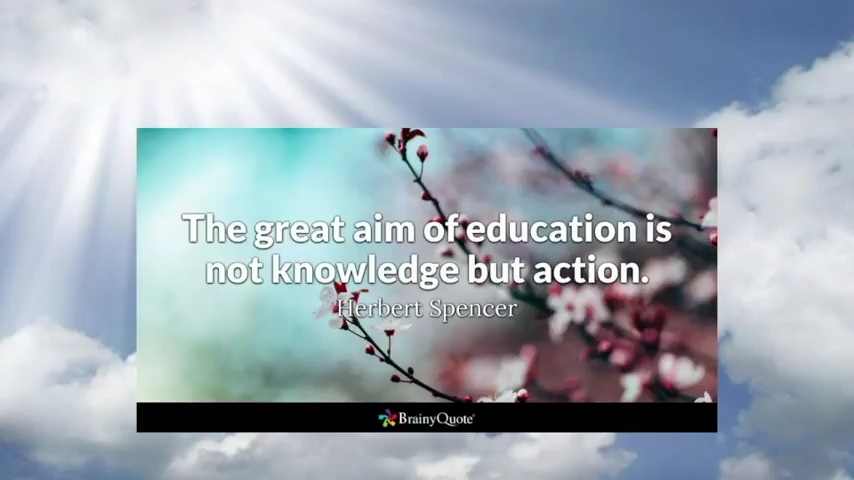 The great aim of education is
not knowledge but action.
Herbert Spencer
BrainyQuote